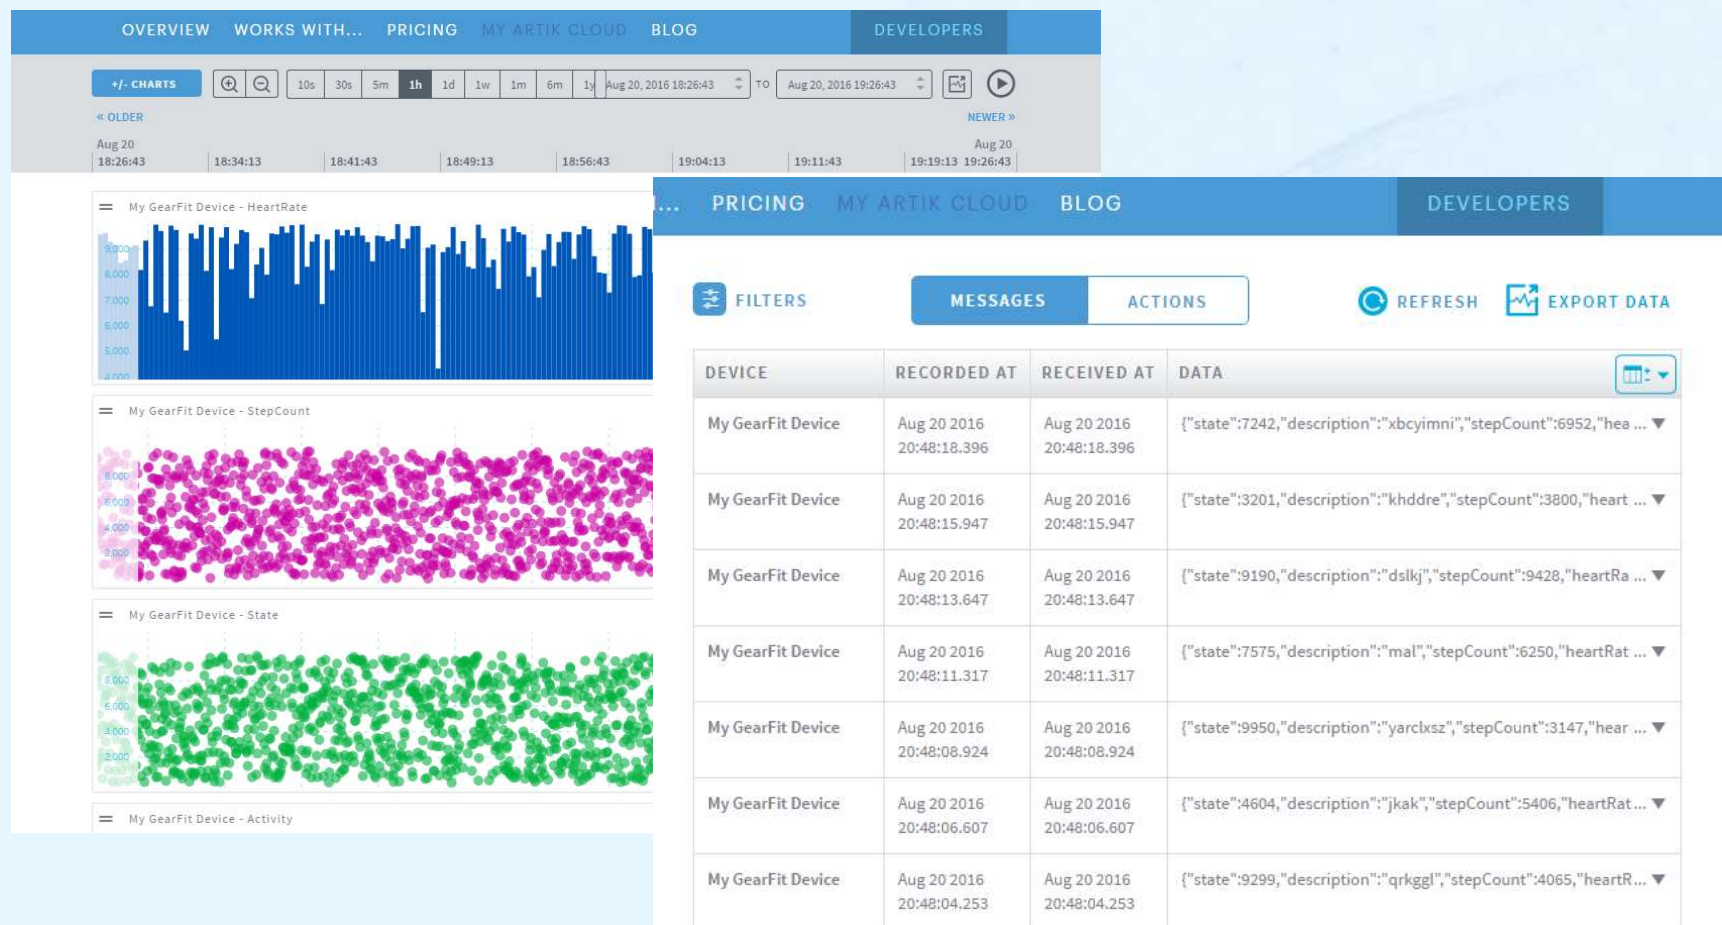 OVERVIEW WORKS WITH... PRICING MY ARTIK CLOUD BLOG DEVELOPERS
+/- CHARTS 10s 30s 5m 1h 1d 1w 1m 6m 1y Aug 20, 2016 18:26:43 TO Aug 20, 2016 19:26:43
« OLDER NEWER »
Aug 20 Aug 20
18:26:43 18:34:13 18:41:43 18:49:13 18:56:43 19:04:13 19:11:43 19:19:13 19:26:43
My GearFit Device - HeartRate
9,000
8,000
7,000
6,000
5,000
4,000
My GearFit Device - StepCount
8,000
6,000
4,000
2,000
My GearFit Device - State
8,000
6,000
4,000
2,000
My GearFit Device - Activity
... PRICING MY ARTIK CLOUD BLOG DEVELOPERS
FILTERS MESSAGES ACTIONS REFRESH EXPORT DATA
DEVICE RECORDED AT RECEIVED AT DATA
My GearFit Device Aug 20 2016 Aug 20 2016 {"state":7242,"description":"xbcyimni","stepCount":6952,"hea ...
20:48:18.396 20:48:18.396
My GearFit Device Aug 20 2016 Aug 20 2016 {"state":3201,"description":"khddre","stepCount":3800,"heart ...
20:48:15.947 20:48:15.947
My GearFit Device Aug 20 2016 Aug 20 2016 {"state":9190,"description":"dslkj","stepCount":9428,"heartRa ...
20:48:13.647 20:48:13.647
My GearFit Device Aug 20 2016 Aug 20 2016 {"state":7575,"description":"mal","stepCount":6250,"heartRat ...
20:48:11.317 20:48:11.317
My GearFit Device Aug 20 2016 Aug 20 2016 {"state":9950,"description":"yarclxsz","stepCount":3147,"hear ...
20:48:08.924 20:48:08.924
My GearFit Device Aug 20 2016 Aug 20 2016 {"state":4604,"description":"jkak","stepCount":5406,"heartRat...
20:48:06.607 20:48:06.607
My GearFit Device Aug 20 2016 Aug 20 2016 {"state":9299,"description":"qrkggl","stepCount":4065,"heartR...
20:48:04.253 20:48:04.253